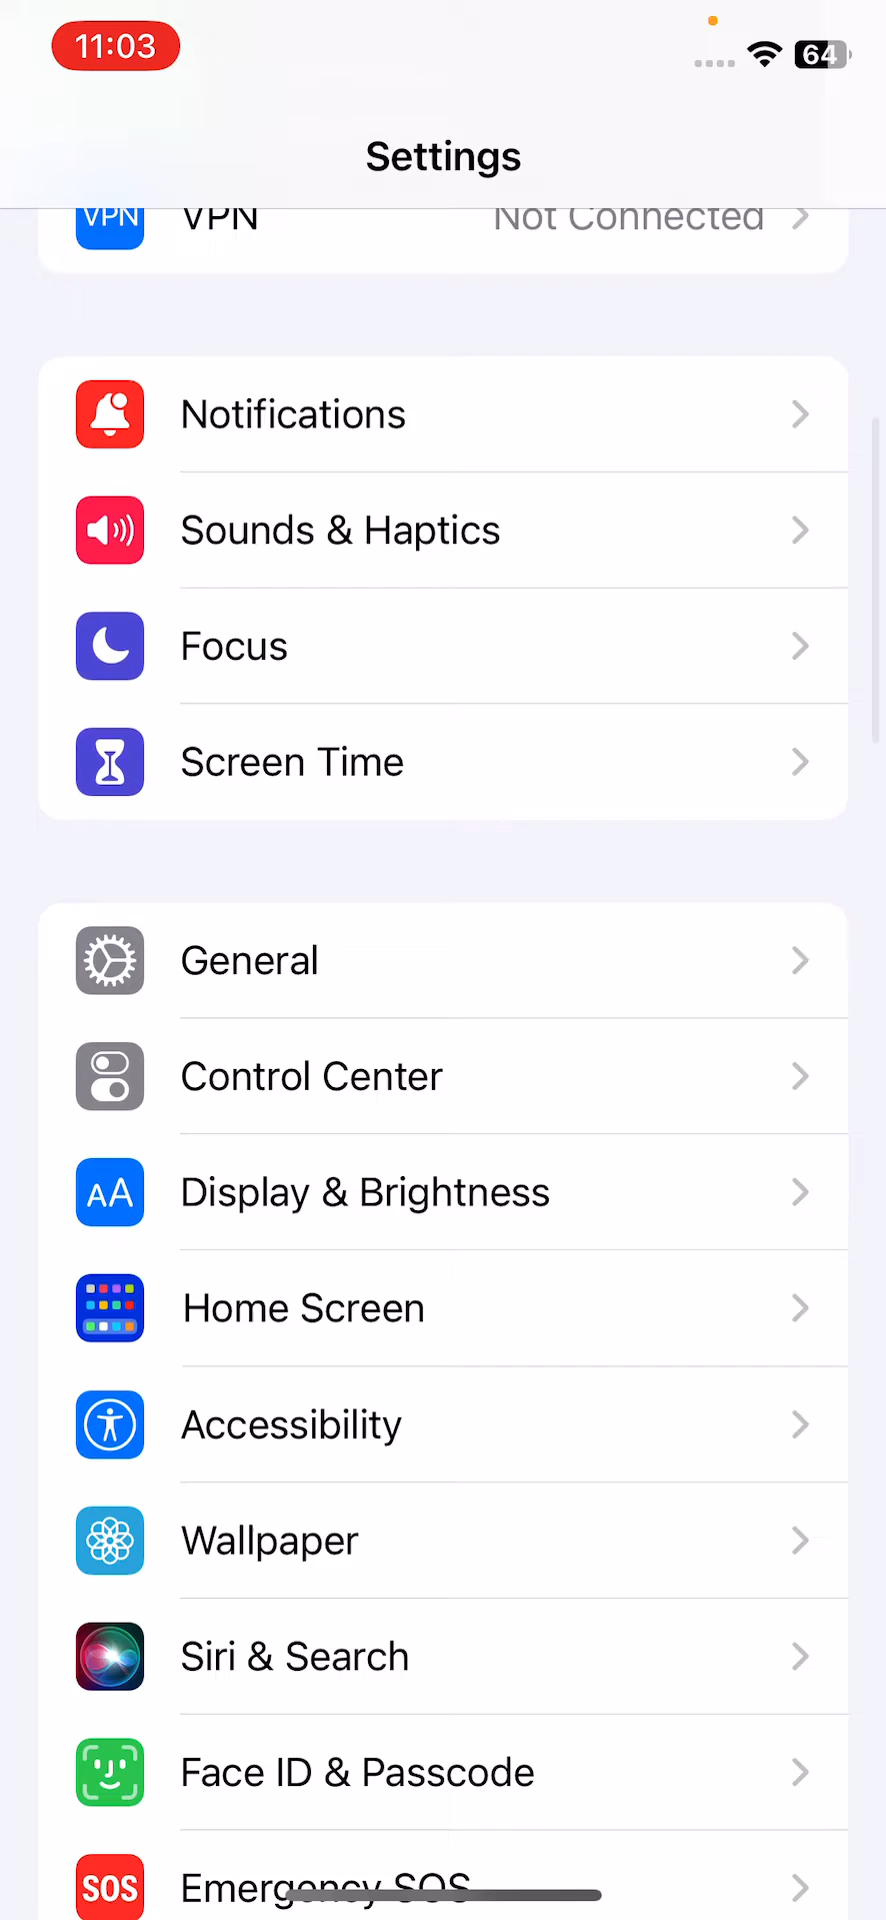 11:03
64
Settings
VPN VPN Not Connected
Notifications
Sounds & Haptics
Focus
Screen Time
General
Control Center
AA Display & Brightness
Home Screen
Accessibility
Wallpaper
Siri & Search
Face ID & Passcode
SOS Emergency SOS